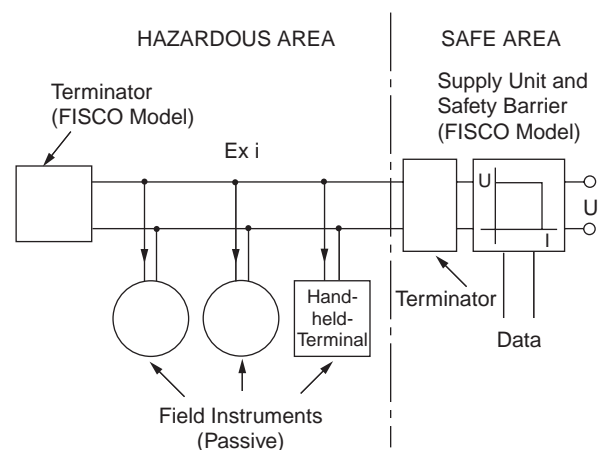 HAZARDOUS AREA
SAFE AREA
Terminator
(FISCO Model)
Supply Unit and
Safety Barrier
(FISCO Model)
Ex i
U
I
U
Hand-
held-
Terminal
Terminator
Data
Field Instruments
(Passive)